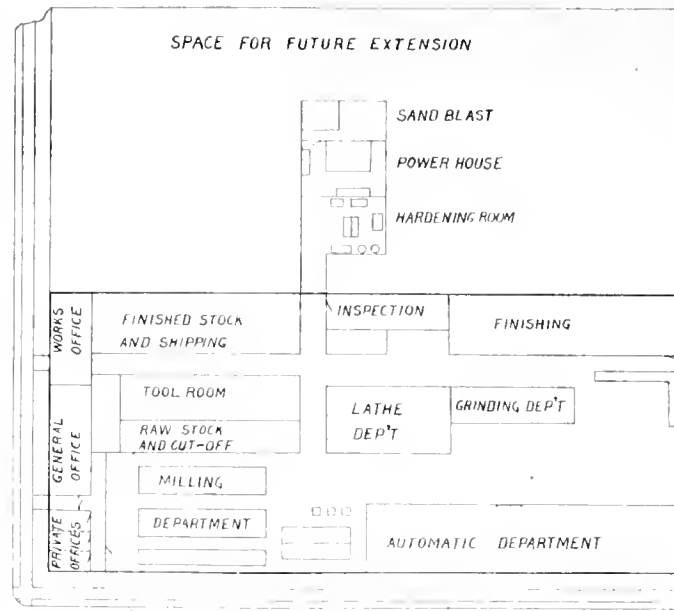 SPACE FOR FUTURE EXTENSION
SAND BLAST
POWER HOUSE
HARDENING ROOM
WORKS
OFFICE
FINISHED STOCK
AND SHIPPING
INSPECTION
FINISHING
GENERAL
OFFICE
TOOL ROOM
RAW STOCK
AND CUT-OFF
LATHE
DEP'T
GRINDING DEP'T
MILLING
DEPARTMENT
PRIVATE
OFFICES
AUTOMATIC DEPARTMENT